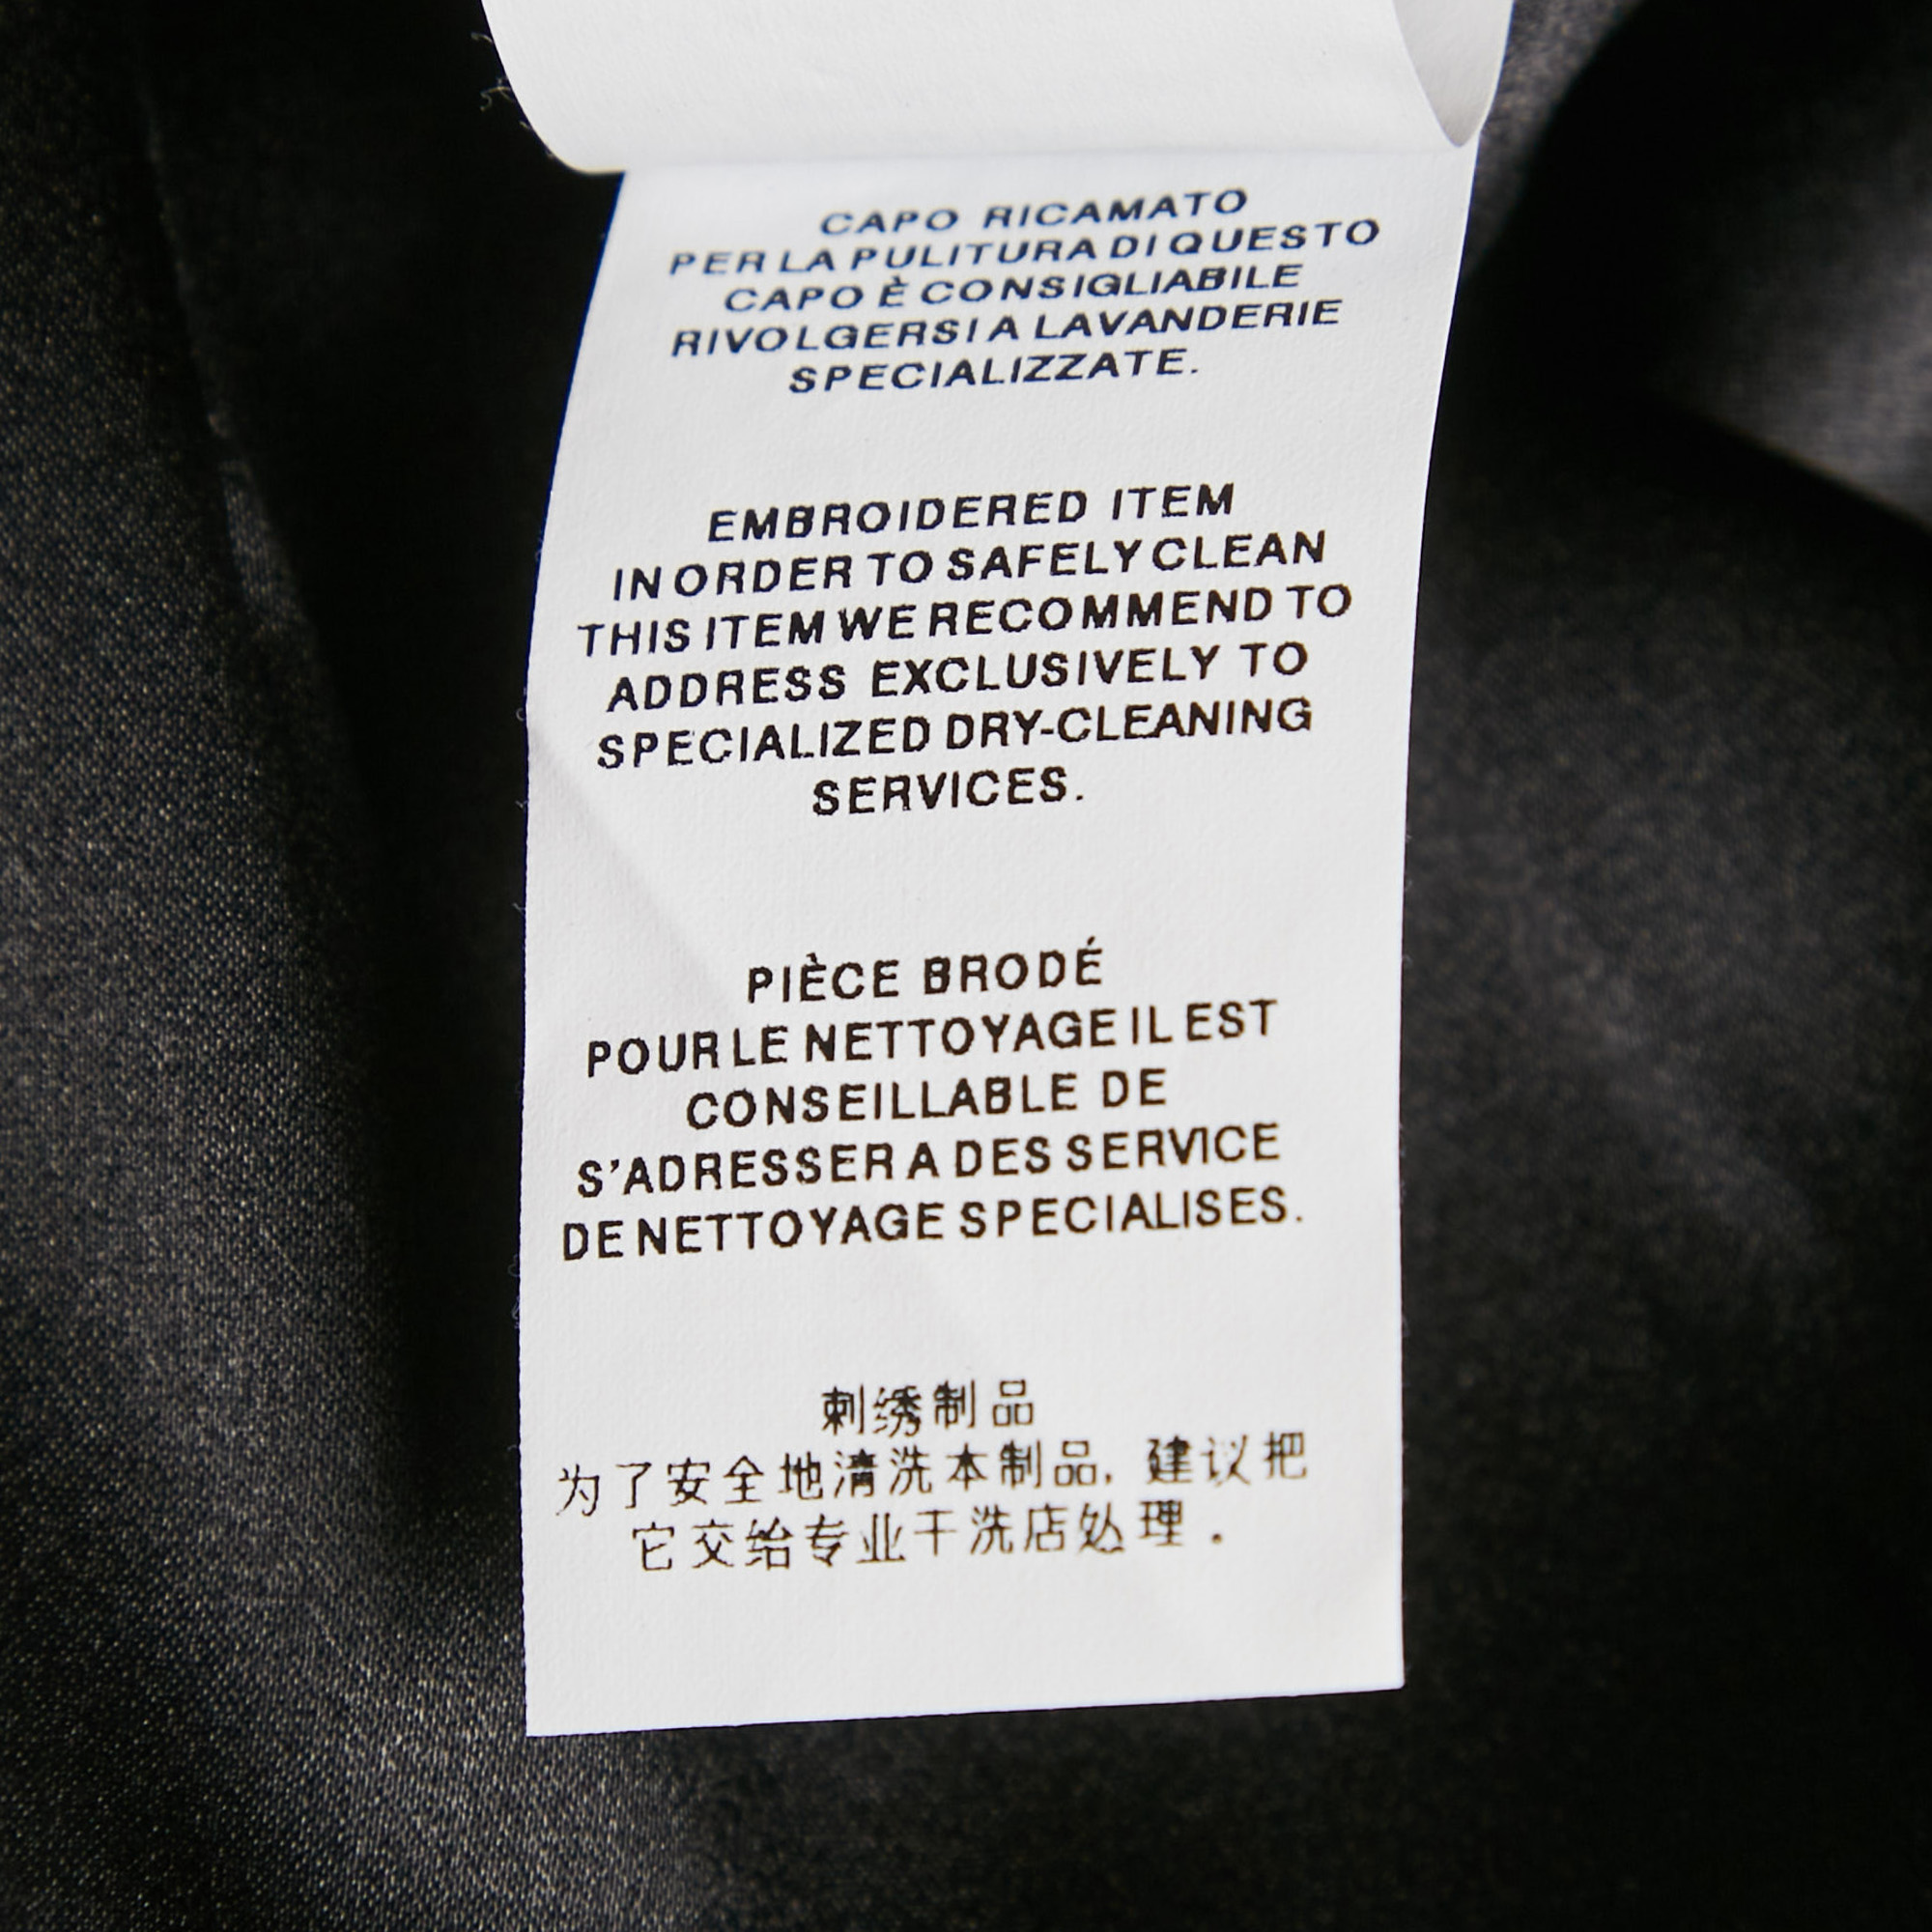 CAPO RICAMATO
PER LA PULITURA DI QUESTO
CAPO È CONSIGLIABILE
RIVOLGERSI A LAVANDERIE
SPECIALIZZATE.
EMBROIDERED ITEM
IN ORDER TO SAFELY CLEAN
THIS ITEM WE RECOMMEND TO
ADDRESS EXCLUSIVELY TO
SPECIALIZED DRY-CLEANING
SERVICES.
PIÈCE BRODÉ
POUR LE NETTOYAGE IL EST
CONSEILLABLE DE
S'ADRESSER A DES SERVICE
DE NETTOYAGE SPECIALISES.
刺绣制品
为了安全地清洗本制品, 建议把
它交给专业干洗店处理.